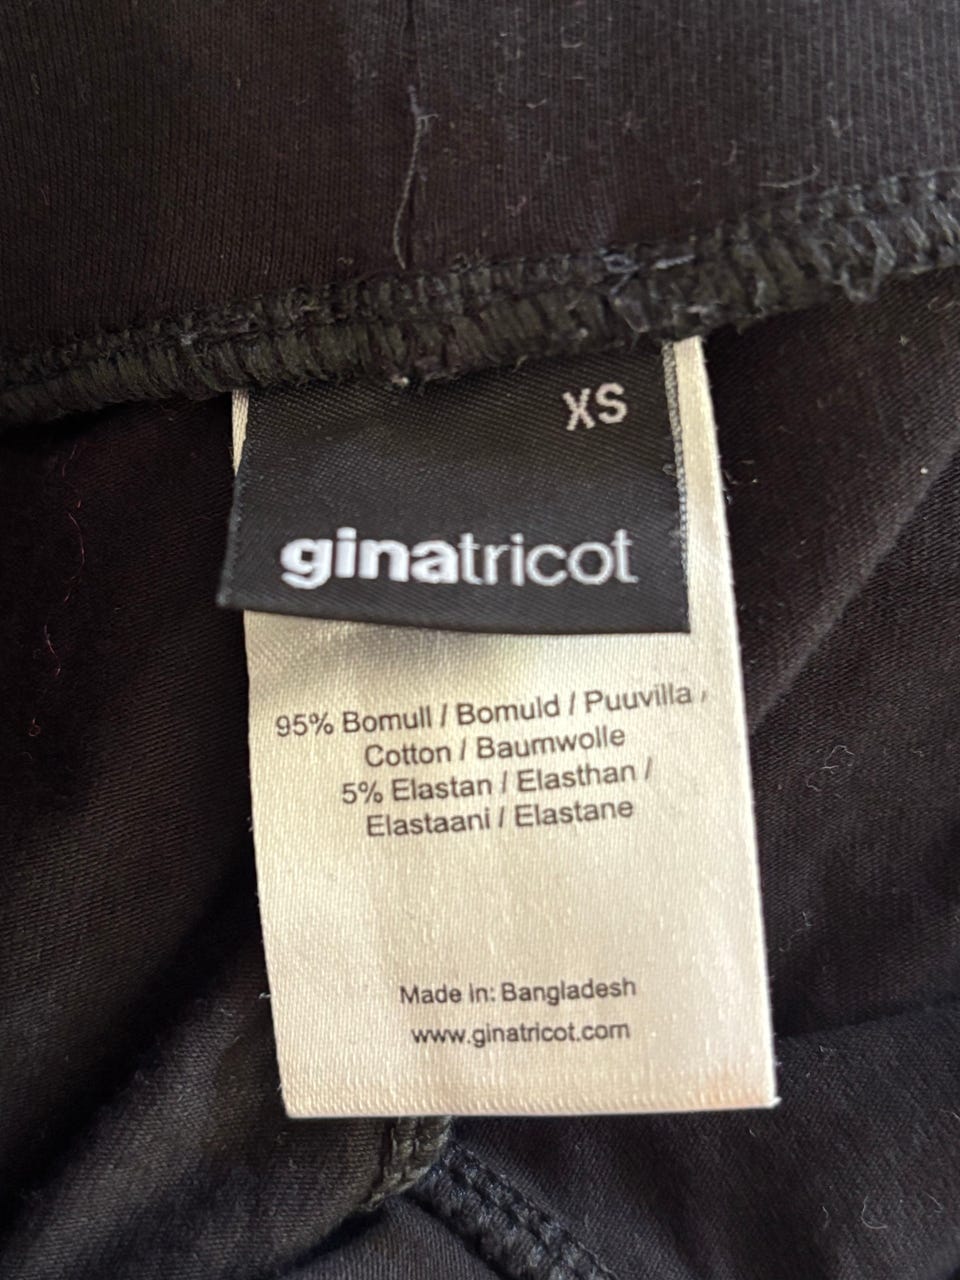 XS
ginatricot
95% Bomull / Bomuld / Puuvilla /
Cotton / Baumwolle
5% Elastan / Elasthan /
Elastaani / Elastane
Made in: Bangladesh
www.ginatricot.com